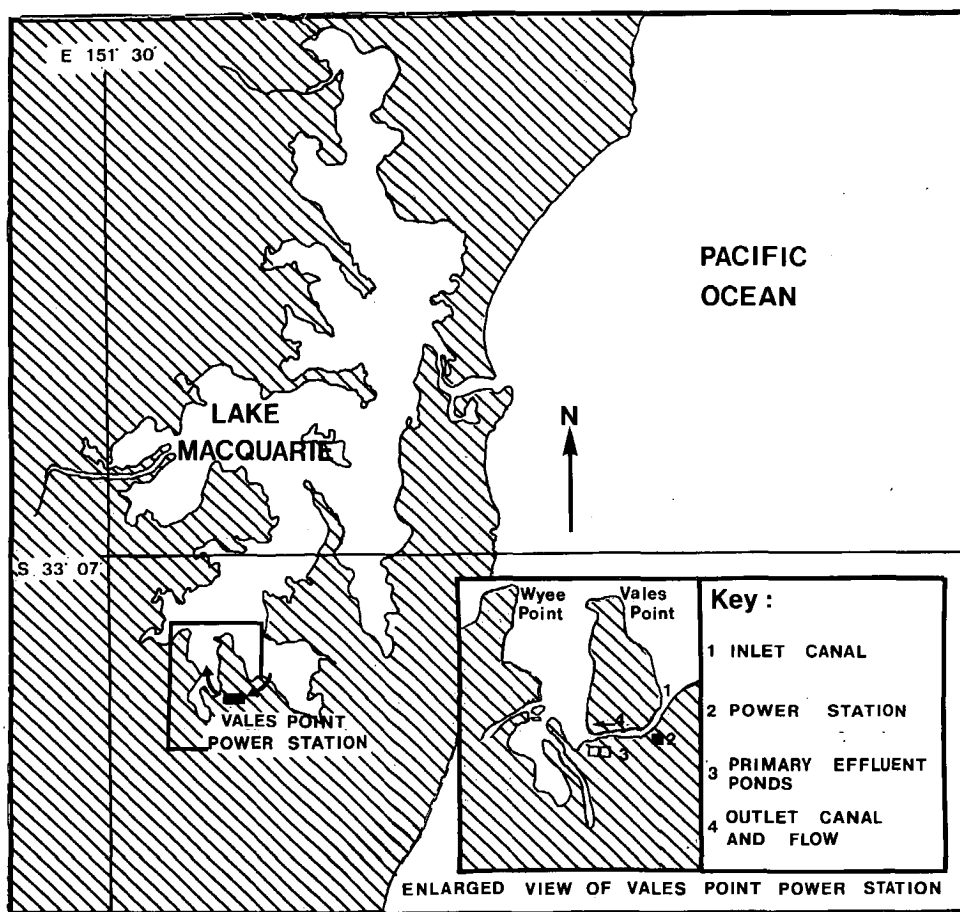 E 151° 30'
PACIFIC
OCEAN
LAKE
MACQUARIE
N
S 33° 07'
VALES POINT
POWER STATION
Wyee
Point
Vales
Point
1
4
2
3
Key :
1 INLET CANAL
2 POWER STATION
3 PRIMARY EFFLUENT
PONDS
4 OUTLET CANAL
AND FLOW
ENLARGED VIEW OF VALES POINT POWER STATION